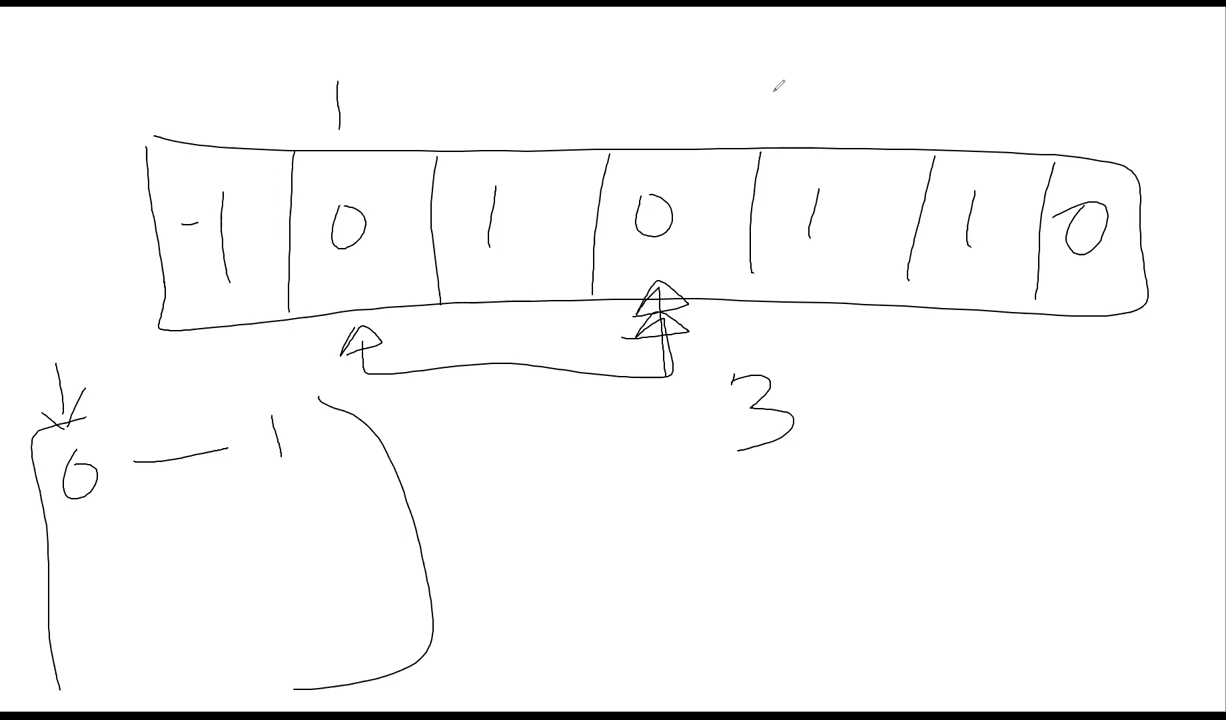 1
-1 0 1 0 1 1 0
3
0 — 1